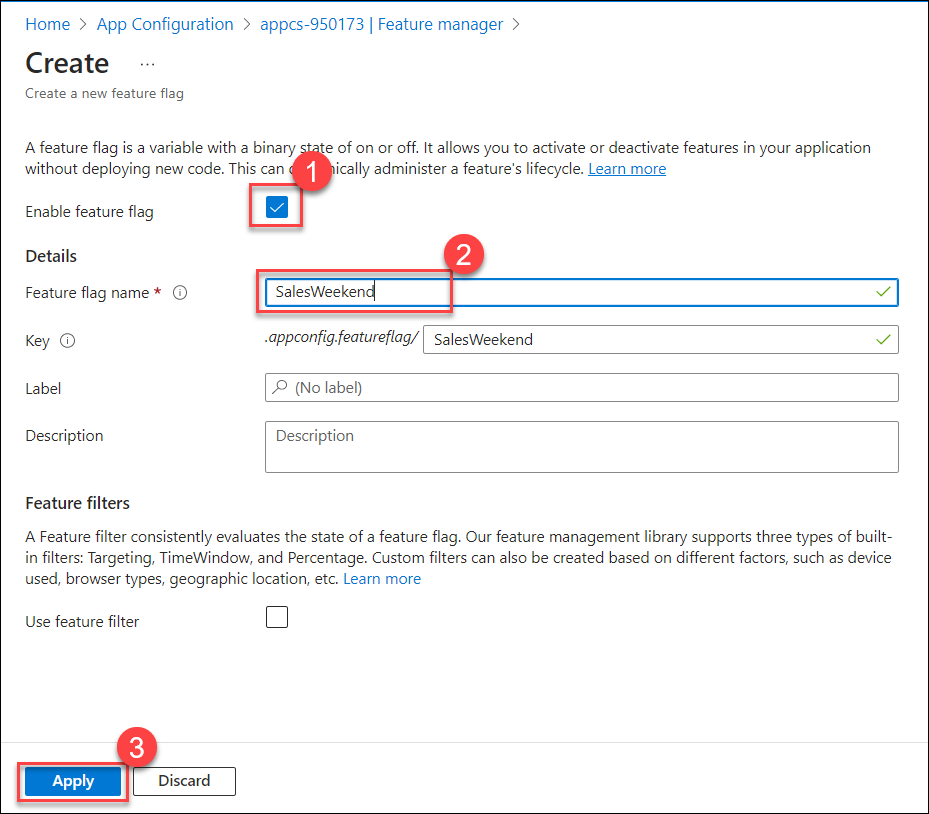 Home > App Configuration > appcs-950173 | Feature manager >
Create ...
Create a new feature flag
A feature flag is a variable with a binary state of on or off. It allows you to activate or deactivate features in your application
without deploying new code. This can mically administer a feature's lifecycle. Learn more
1
Enable feature flag
Details
2
Feature flag name * SalesWeekend
Key .appconfig.featureflag/ SalesWeekend
Label (No label)
Description Description
Feature filters
A Feature filter consistently evaluates the state of a feature flag. Our feature management library supports three types of built-
in filters: Targeting, TimeWindow, and Percentage. Custom filters can also be created based on different factors, such as device
used, browser types, geographic location, etc. Learn more
Use feature filter
3
Apply Discard